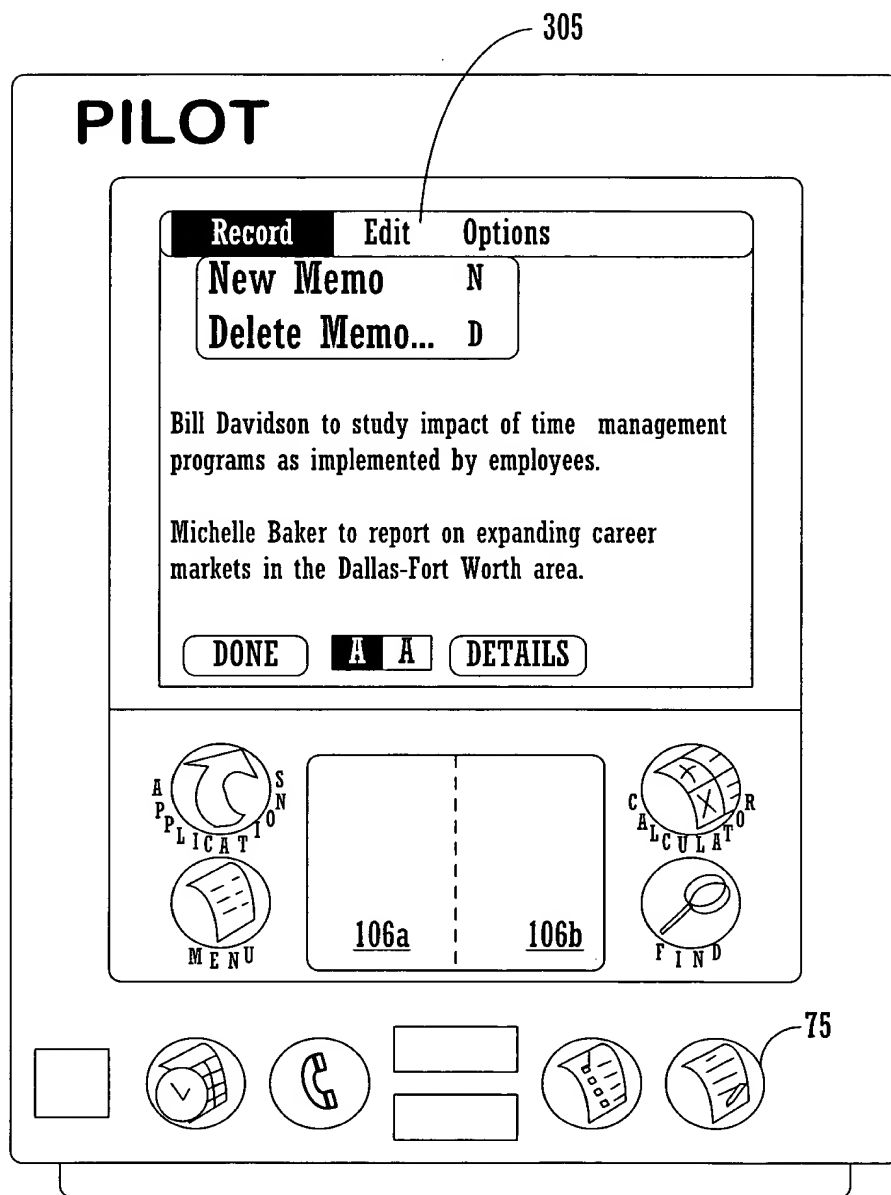 305
PILOT
Record Edit Options
New Memo N
Delete Memo... D
Bill Davidson to study impact of time management
programs as implemented by employees.
Michelle Baker to report on expanding career
markets in the Dallas-Fort Worth area.
DONE A A DETAILS
APPLICATIONS
CALCULATOR
MENU
106a 106b
FIND
75